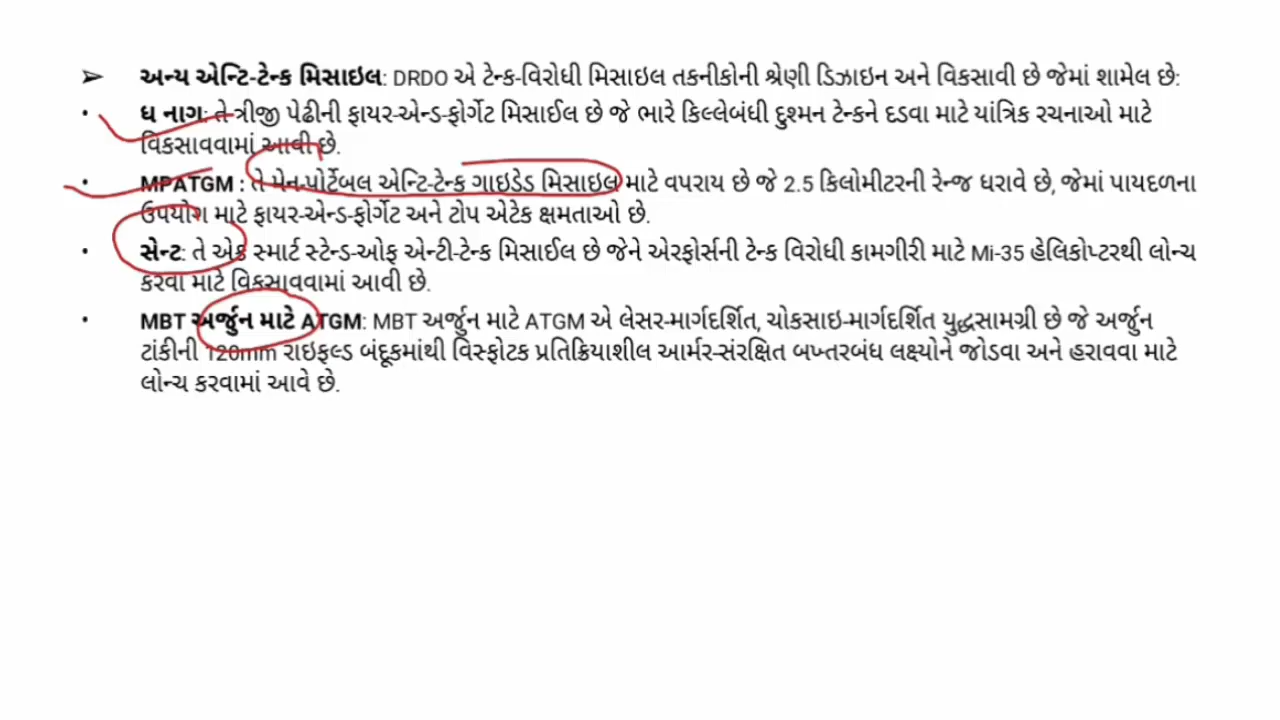 ➢ અન્ય એન્ટિ-ટેન્ક મિસાઇલ: DRDO એ ટેન્ક-વિરોધી મિસાઇલ તકનીકોની શ્રેણી ડિઝાઇન અને વિકસાવી છે જેમાં શામેલ છે:
• ધ નાગ: તે ત્રીજી પેઢીની ફાયર-એન્ડ-ફોર્ગેટ મિસાઈલ છે જે ભારે કિલ્લેબંધી દુશ્મન ટેન્કને દડવા માટે યાંત્રિક રચનાઓ માટે
વિકસાવવામાં આવી છે.
• MPATGM : તે મેન-પોર્ટેબલ એન્ટિ-ટેન્ક ગાઇડેડ મિસાઇલ માટે વપરાય છે જે 2.5 કિલોમીટરની રેન્જ ધરાવે છે, જેમાં પાયદળના
ઉપયોગ માટે ફાયર-એન્ડ-ફોર્ગેટ અને ટોપ એટેક ક્ષમતાઓ છે.
• સેન્ટ: તે એક સ્માર્ટ સ્ટેન્ડ-ઓફ એન્ટી-ટેન્ક મિસાઈલ છે જેને એરફોર્સની ટેન્ક વિરોધી કામગીરી માટે Mi-35 હેલિકોપ્ટરથી લોન્ચ
કરવા માટે વિકસાવવામાં આવી છે.
• MBT અર્જુન માટે ATGM: MBT અર્જુન માટે ATGM એ લેસર-માર્ગદર્શિત, ચોકસાઇ-માર્ગદર્શિત યુદ્ધસામગ્રી છે જે અર્જુન
ટાંકીની 120mm રાઇફલ્ડ બંદૂકમાંથી વિસ્ફોટક પ્રતિક્રિયાશીલ આર્મર-સંરક્ષિત બખ્તરબંધ લક્ષ્યોને જોડવા અને હરાવવા માટે
લોન્ચ કરવામાં આવે છે.